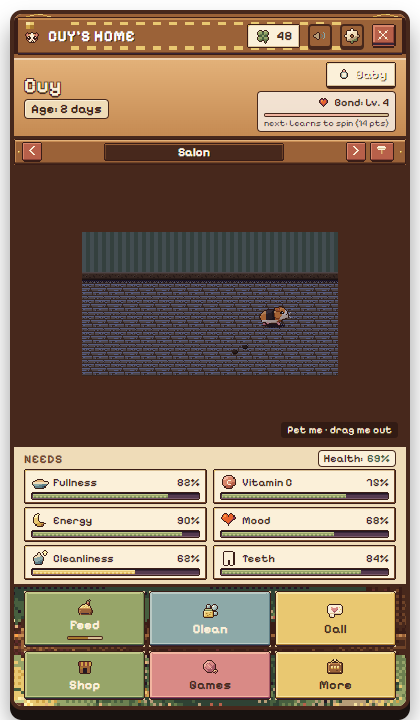 GUY'S HOME
48
Guy
Baby
Age: 2 days
Bond: Lv. 4
next: learns to spin (14 pts)
Salon
Pet me · drag me out
NEEDS
Health: 69%
Fullness 82%
Vitamin C 78%
Energy 90%
Mood 68%
Cleanliness 62%
Teeth 84%
Feed
Clean
Call
Shop
Games
More